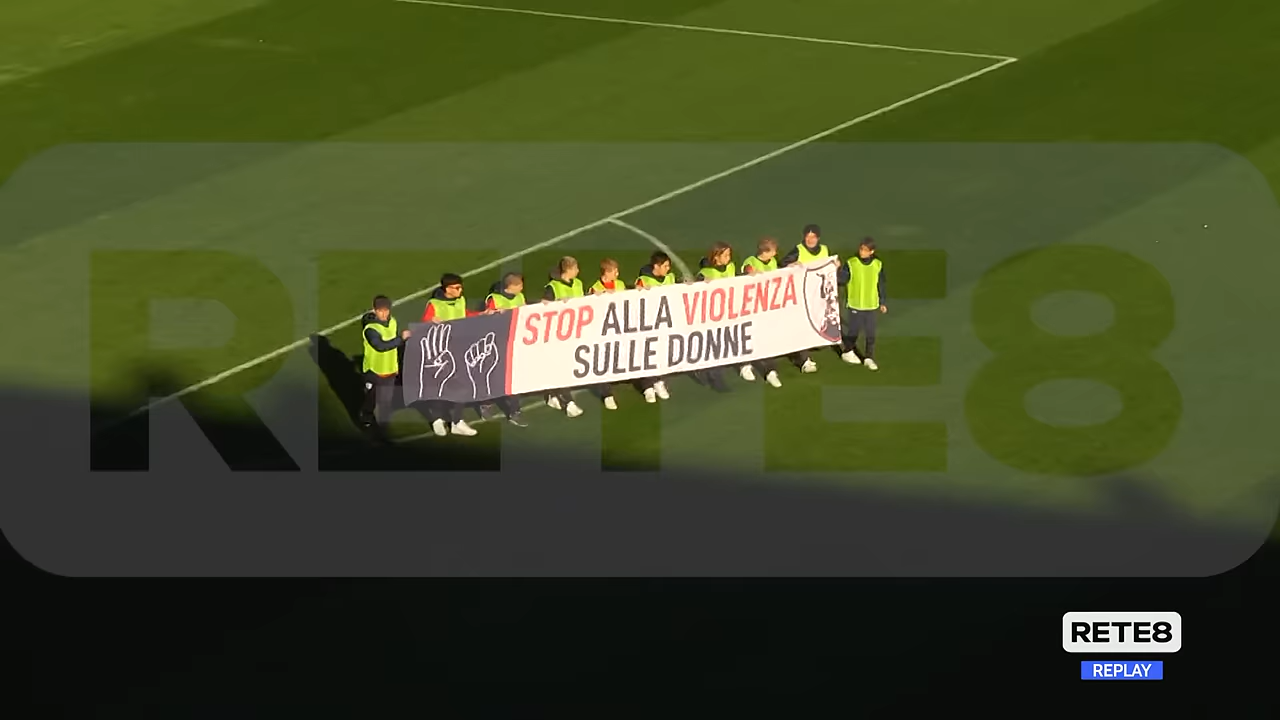 STOP ALLA VIOLENZA
SULLE DONNE
RETE8
RETE8
REPLAY